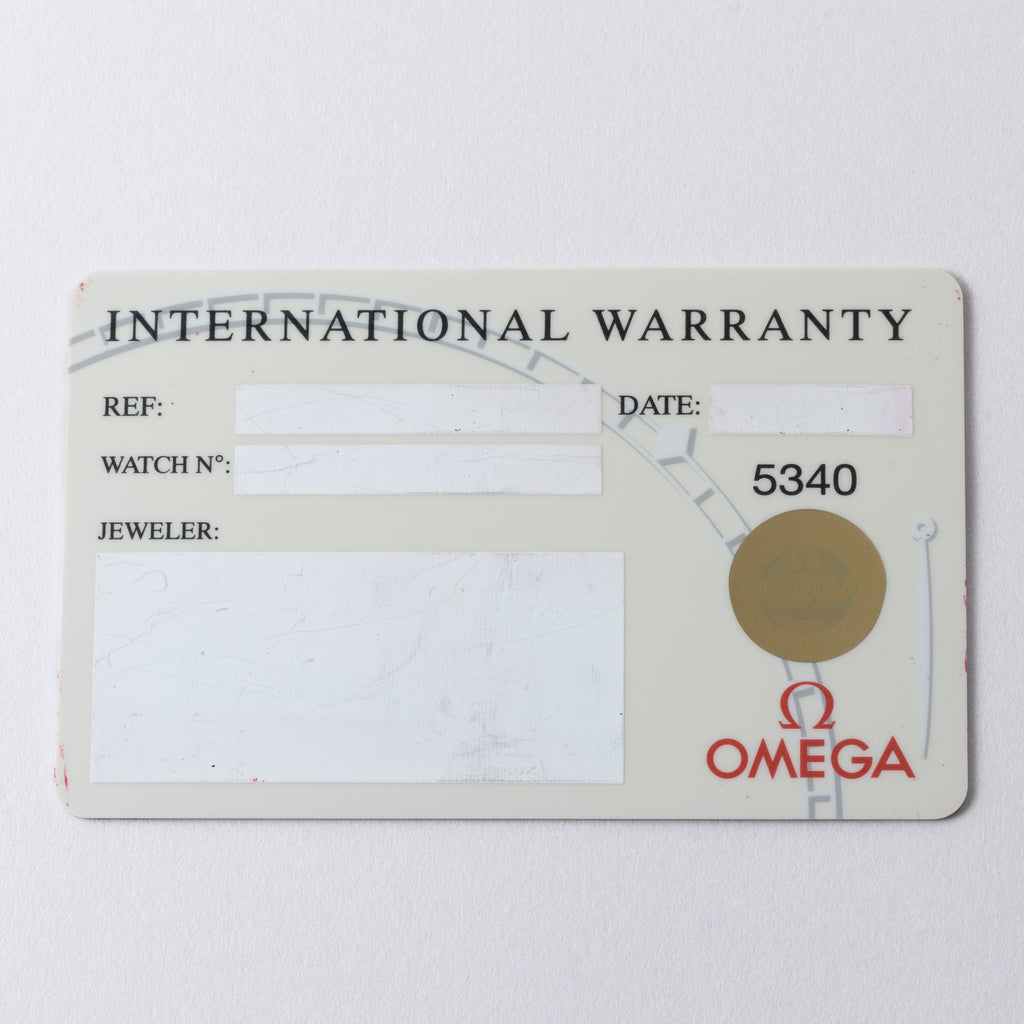 INTERNATIONAL WARRANTY
REF: DATE:
WATCH N°:
5340
JEWELER:
Ω
OMEGA